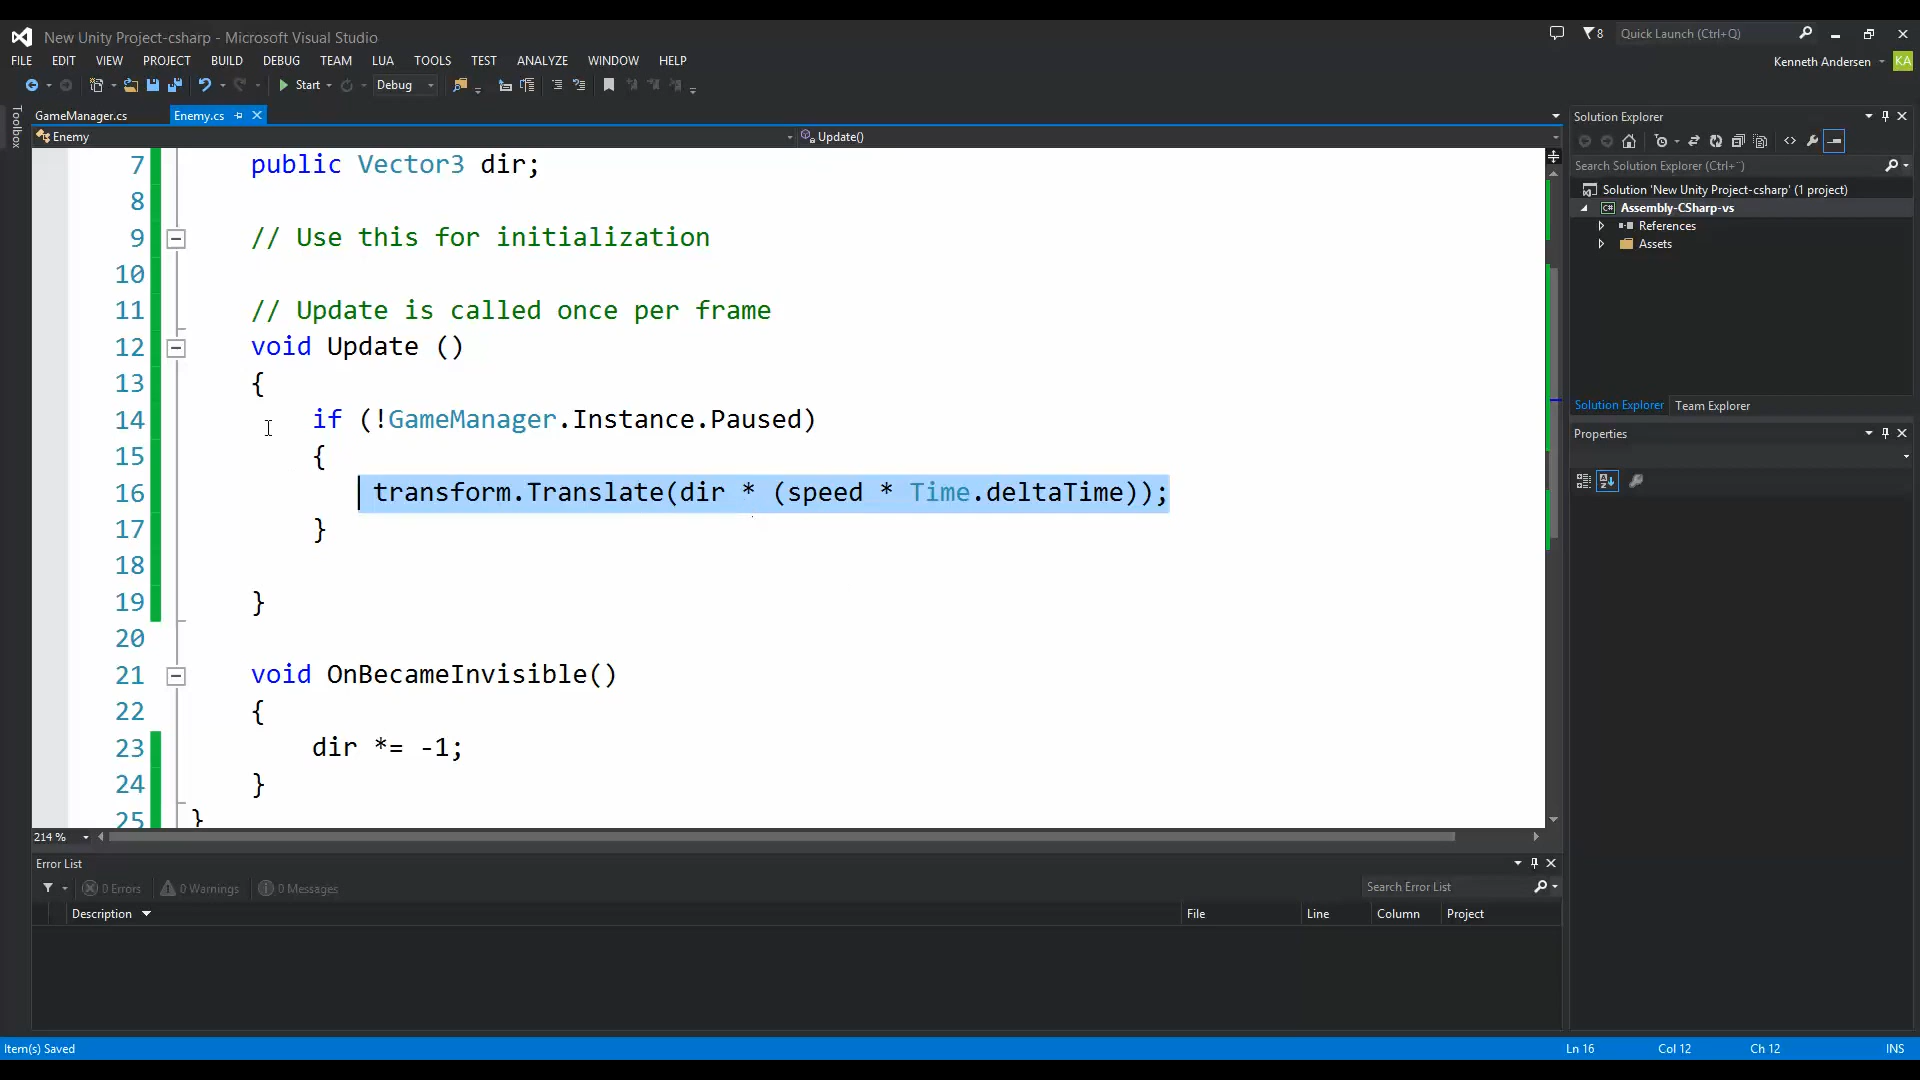 New Unity Project-csharp - Microsoft Visual Studio
8
Quick Launch (Ctrl+Q)
FILE EDIT VIEW PROJECT BUILD DEBUG TEAM LUA TOOLS TEST ANALYZE WINDOW HELP
Kenneth Andersen KA
Start Debug
Toolbox
GameManager.cs Enemy.cs
Enemy Update()
7 public Vector3 dir;
8
9 // Use this for initialization
10
11 // Update is called once per frame
12 void Update ()
13 {
14 if (!GameManager.Instance.Paused)
15 {
16 transform.Translate(dir * (speed * Time.deltaTime));
17 }
18
19 }
20
21 void OnBecameInvisible()
22 {
23 dir *= -1;
24 }
25 }
214 %
Solution Explorer
Search Solution Explorer (Ctrl+¨)
Solution 'New Unity Project-csharp' (1 project)
C# Assembly-CSharp-vs
References
Assets
Solution Explorer Team Explorer
Properties
Error List
0 Errors 0 Warnings 0 Messages
Search Error List
Description File Line Column Project
Item(s) Saved
Ln 16 Col 12 Ch 12 INS